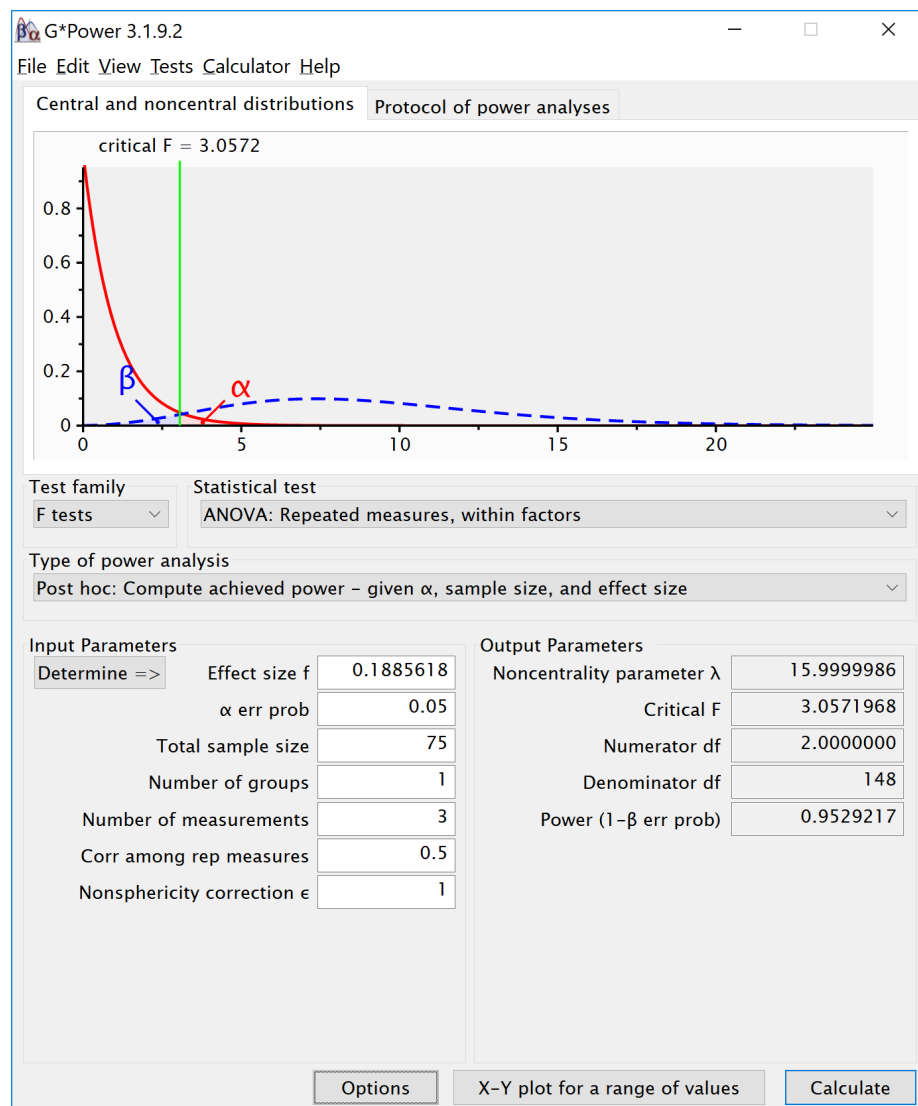 G*Power 3.1.9.2
File Edit View Tests Calculator Help
Central and noncentral distributions Protocol of power analyses
critical F = 3.0572
0.8
0.6
0.4
0.2
β α
0
0 5 10 15 20
Test family Statistical test
F tests ANOVA: Repeated measures, within factors
Type of power analysis
Post hoc: Compute achieved power – given α, sample size, and effect size
Input Parameters Output Parameters
Determine => Effect size f 0.1885618 Noncentrality parameter λ 15.9999986
α err prob 0.05 Critical F 3.0571968
Total sample size 75 Numerator df 2.0000000
Number of groups 1 Denominator df 148
Number of measurements 3 Power (1-β err prob) 0.9529217
Corr among rep measures 0.5
Nonsphericity correction ϵ 1
Options X-Y plot for a range of values Calculate